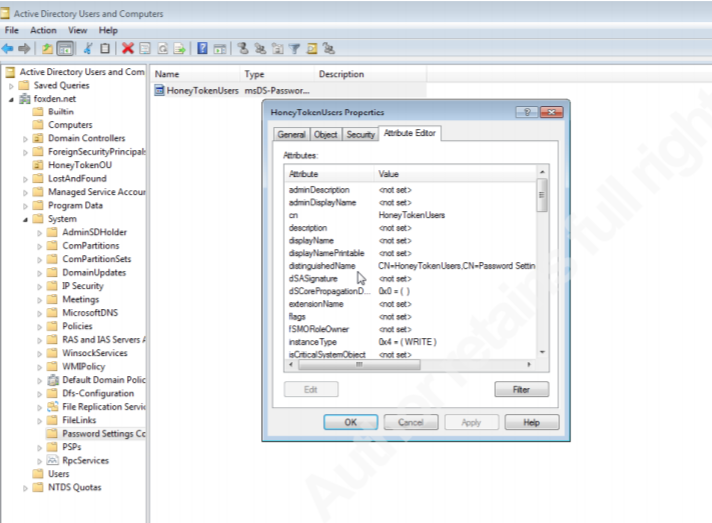 Active Directory Users and Computers
File Action View Help
Active Directory Users and Com
Saved Queries
foxden.net
Builtin
Computers
Domain Controllers
ForeignSecurityPrincipals
HoneyTokenOU
LostAndFound
Managed Service Accour
Program Data
System
AdminSDHolder
ComPartitions
ComPartitionSets
DomainUpdates
IP Security
Meetings
MicrosoftDNS
Policies
RAS and IAS Servers A
WinsockServices
WMIPolicy
Default Domain Polic
Dfs-Configuration
File Replication Servic
FileLinks
Password Settings Cc
PSPs
RpcServices
Users
NTDS Quotas
Name Type Description
HoneyTokenUsers msDS-Passwor...
HoneyTokenUsers Properties
General Object Security Attribute Editor
Attributes:
Attribute Value
adminDescription <not set>
adminDisplayName <not set>
cn HoneyTokenUsers
description <not set>
displayName <not set>
displayNamePrintable <not set>
distinguishedName CN=HoneyTokenUsers,CN=Password Settin
dSASignature <not set>
dSCorePropagationD... 0x0 = ( )
extensionName <not set>
flags <not set>
fSMORoleOwner <not set>
instanceType 0x4 = ( WRITE )
isCriticalSystemObject <not set>
Edit Filter
OK Cancel Apply Help
Author retains full right